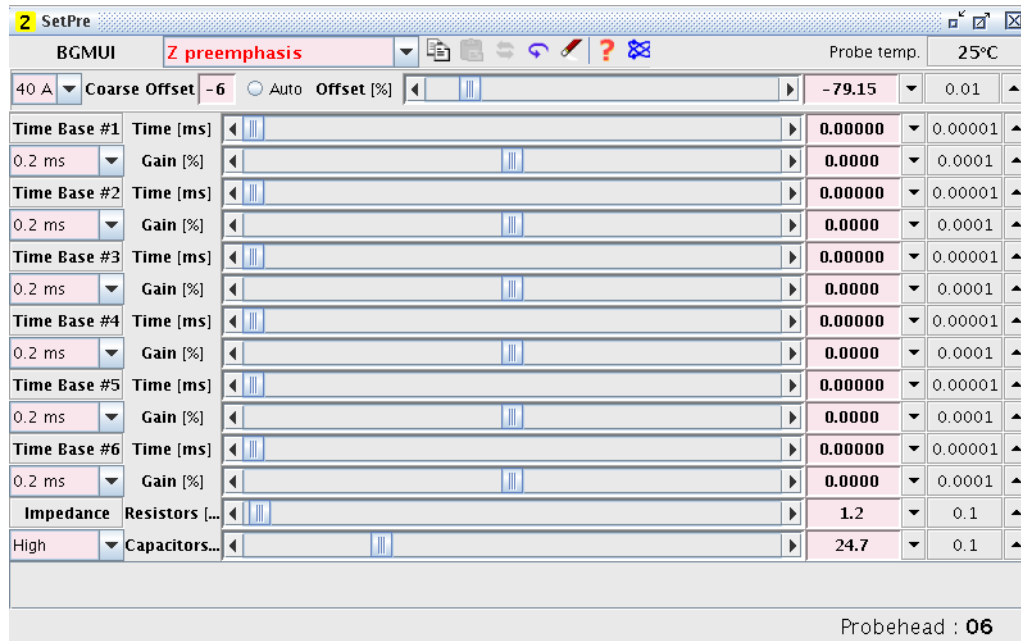 2 SetPre
BGMUI Z preemphasis ? Probe temp. 25°C
40 A Coarse Offset -6 Auto Offset [%] -79.15 0.01
Time Base #1 Time [ms] 0.00000 0.00001
0.2 ms Gain [%] 0.0000 0.0001
Time Base #2 Time [ms] 0.00000 0.00001
0.2 ms Gain [%] 0.0000 0.0001
Time Base #3 Time [ms] 0.00000 0.00001
0.2 ms Gain [%] 0.0000 0.0001
Time Base #4 Time [ms] 0.00000 0.00001
0.2 ms Gain [%] 0.0000 0.0001
Time Base #5 Time [ms] 0.00000 0.00001
0.2 ms Gain [%] 0.0000 0.0001
Time Base #6 Time [ms] 0.00000 0.00001
0.2 ms Gain [%] 0.0000 0.0001
Impedance Resistors [... 1.2 0.1
High Capacitors... 24.7 0.1
Probehead : 06